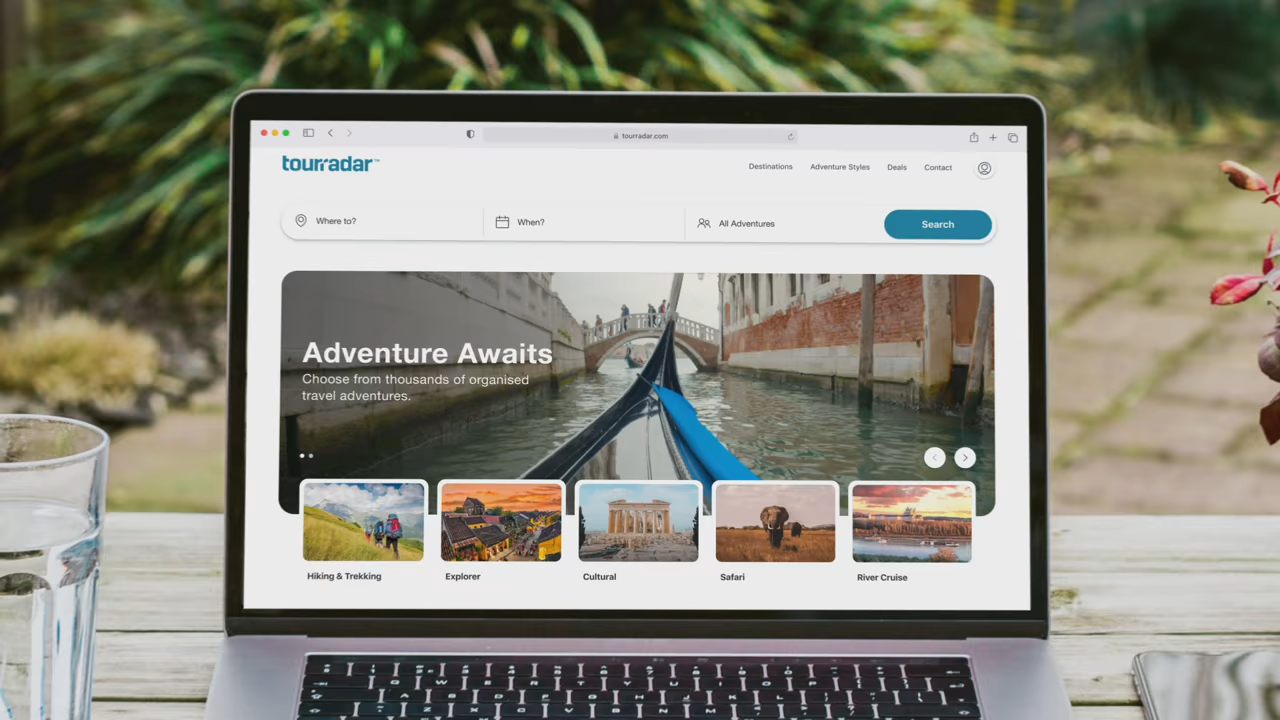 tourradar.com
tourradar™
Destinations
Adventure Styles
Deals
Contact
Where to?
When?
All Adventures
Search
Adventure Awaits
Choose from thousands of organised
travel adventures.
Hiking & Trekking
Explorer
Cultural
Safari
River Cruise